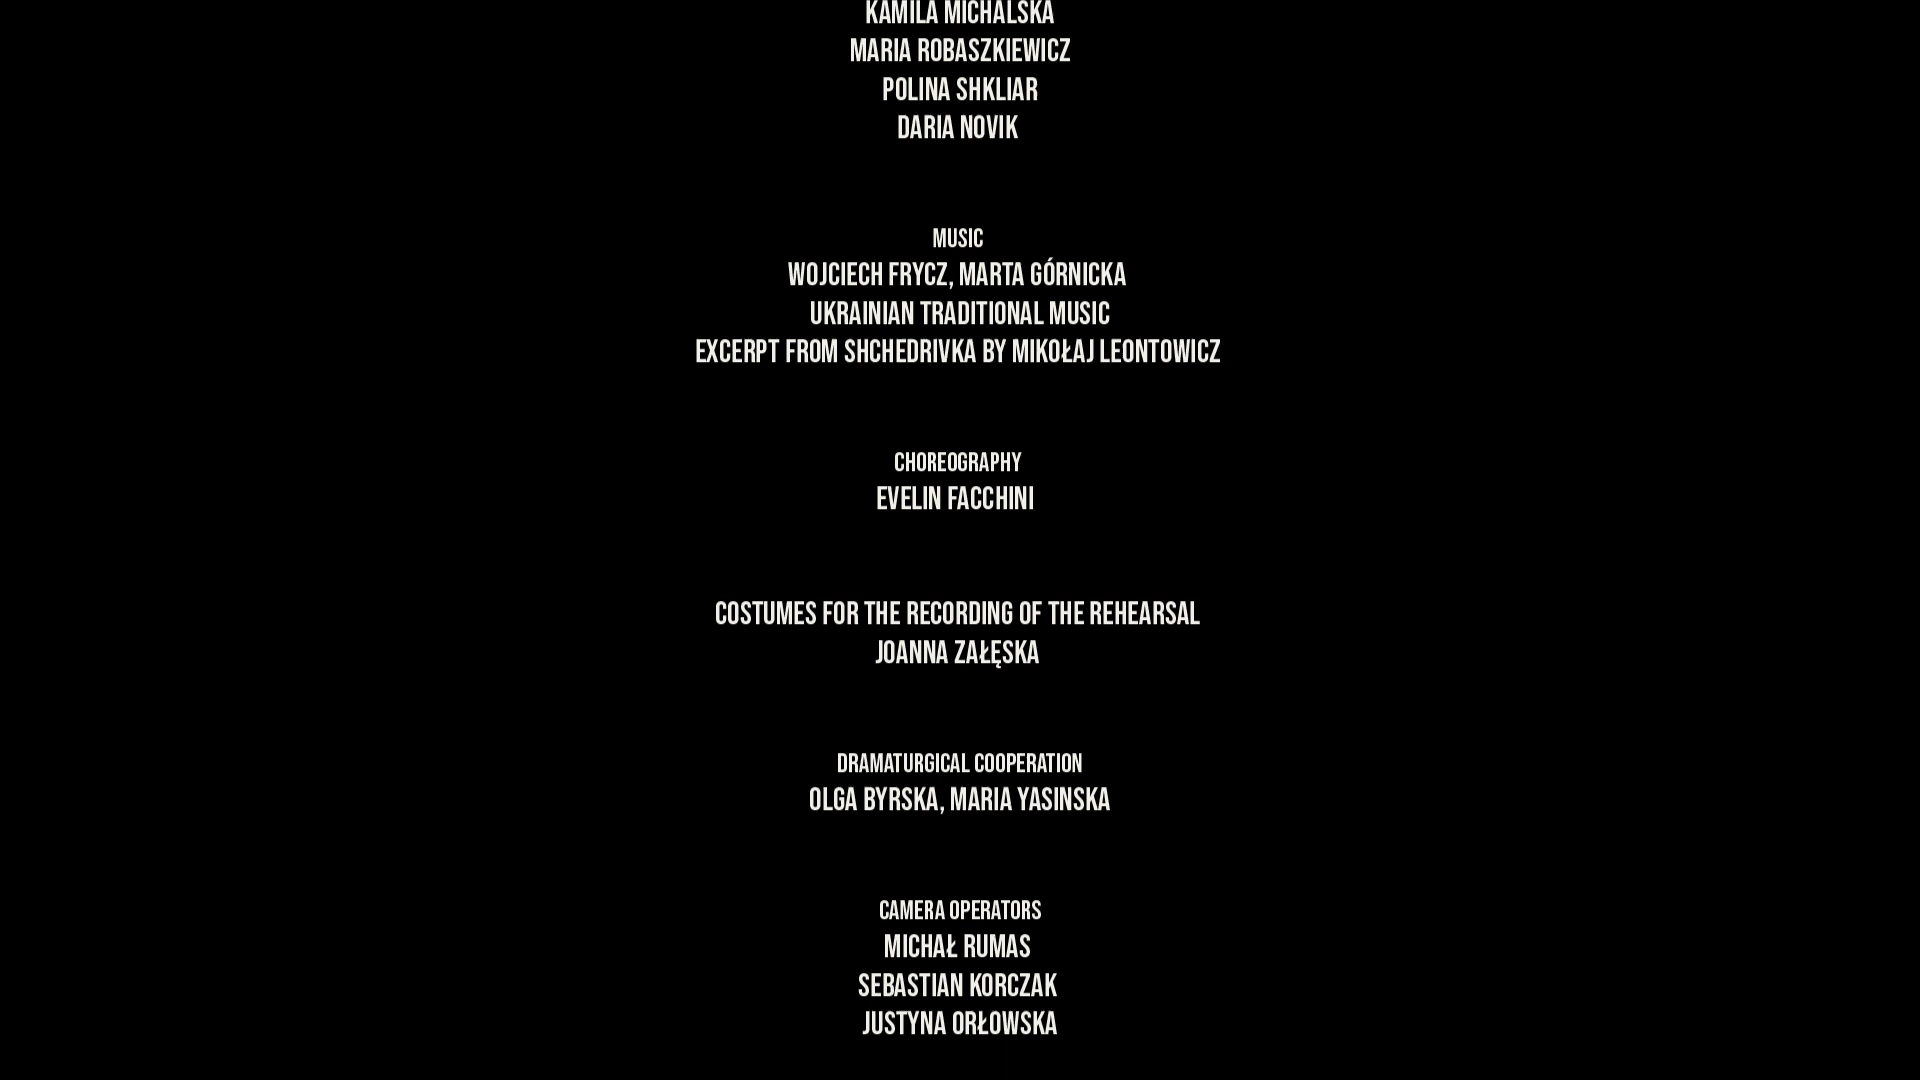 KAMILA MICHALSKA
MARIA ROBASZKIEWICZ
POLINA SHKLIAR
DARIA NOVIK
MUSIC
WOJCIECH FRYCZ, MARTA GÓRNICKA
UKRAINIAN TRADITIONAL MUSIC
EXCERPT FROM SHCHEDRIVKA BY MIKOŁAJ LEONTOWICZ
CHOREOGRAPHY
EVELIN FACCHINI
COSTUMES FOR THE RECORDING OF THE REHEARSAL
JOANNA ZAŁĘSKA
DRAMATURGICAL COOPERATION
OLGA BYRSKA, MARIA YASINSKA
CAMERA OPERATORS
MICHAŁ RUMAS
SEBASTIAN KORCZAK
JUSTYNA ORŁOWSKA